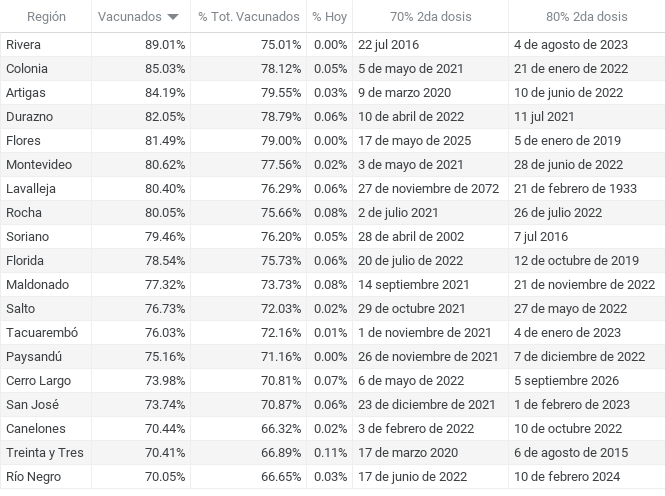 Región Vacunados % Tot. Vacunados % Hoy 70% 2da dosis 80% 2da dosis
Rivera 89.01% 75.01% 0.00% 22 jul 2016 4 de agosto de 2023
Colonia 85.03% 78.12% 0.05% 5 de mayo de 2021 21 de enero de 2022
Artigas 84.19% 79.55% 0.03% 9 de marzo 2020 10 de junio de 2022
Durazno 82.05% 78.79% 0.06% 10 de abril de 2022 11 jul 2021
Flores 81.49% 79.00% 0.00% 17 de mayo de 2025 5 de enero de 2019
Montevideo 80.62% 77.56% 0.02% 3 de mayo de 2021 28 de junio de 2022
Lavalleja 80.40% 76.29% 0.06% 27 de noviembre de 2072 21 de febrero de 1933
Rocha 80.05% 75.66% 0.08% 2 de julio 2021 26 de julio 2022
Soriano 79.46% 76.20% 0.05% 28 de abril de 2002 7 jul 2016
Florida 78.54% 75.73% 0.06% 20 de julio de 2022 12 de octubre de 2019
Maldonado 77.32% 73.73% 0.08% 14 septiembre 2021 21 de noviembre de 2022
Salto 76.73% 72.03% 0.02% 29 de octubre 2021 27 de mayo de 2022
Tacuarembó 76.03% 72.16% 0.01% 1 de noviembre de 2021 4 de enero de 2023
Paysandú 75.16% 71.16% 0.00% 26 de noviembre de 2021 7 de diciembre de 2022
Cerro Largo 73.98% 70.81% 0.07% 6 de mayo de 2022 5 septiembre 2026
San José 73.74% 70.87% 0.06% 23 de diciembre de 2021 1 de febrero de 2023
Canelones 70.44% 66.32% 0.02% 3 de febrero de 2022 10 de octubre de 2022
Treinta y Tres 70.41% 66.89% 0.11% 17 de marzo 2020 6 de agosto de 2015
Río Negro 70.05% 66.65% 0.03% 17 de junio de 2022 10 de febrero 2024